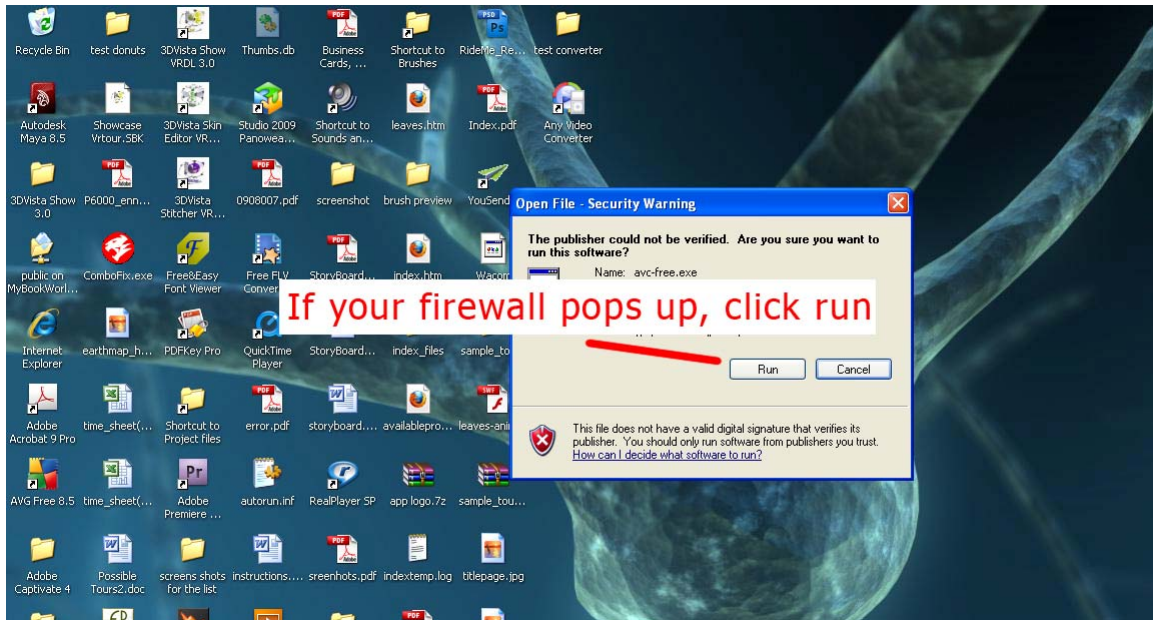 Recycle Bin
test donuts
3DVista Show
VRDL 3.0
Thumbs.db
Business
Cards, ...
Shortcut to
Brushes
RideMe_Re...
test converter
Autodesk
Maya 8.5
Showcase
Vrtour.SBK
3DVista Skin
Editor VR...
Studio 2009
Panowea...
Shortcut to
Sounds an...
leaves.htm
Index.pdf
Any Video
Converter
3DVista Show
3.0
P6000_enn...
3DVista
Stitcher VR...
0908007.pdf
screenshot
brush preview
YouSend
Open File - Security Warning
The publisher could not be verified. Are you sure you want to
run this software?
Name: avc-free.exe
public on
MyBookWorl...
ComboFix.exe
Free&Easy
Font Viewer
Free FLV
Conver
StoryBoard...
index.htm
Wacom
If your firewall pops up, click run
Internet
Explorer
earthmap_h...
PDFKey Pro
QuickTime
Player
StoryBoard...
index_files
sample_to
Run
Cancel
Adobe
Acrobat 9 Pro
time_sheet(...
Shortcut to
Project files
error.pdf
storyboard....
availablepro...
leaves-ani
This file does not have a valid digital signature that verifies its
publisher. You should only run software from publishers you trust.
How can I decide what software to run?
AVG Free 8.5
time_sheet(...
Adobe
Premiere ...
autorun.inf
RealPlayer SP
app logo.7z
sample_tou...
Adobe
Captivate 4
Possible
Tours2.doc
screens shots
for the list
instructions....
sreenhots.pdf
indextemp.log
titlepage.jpg